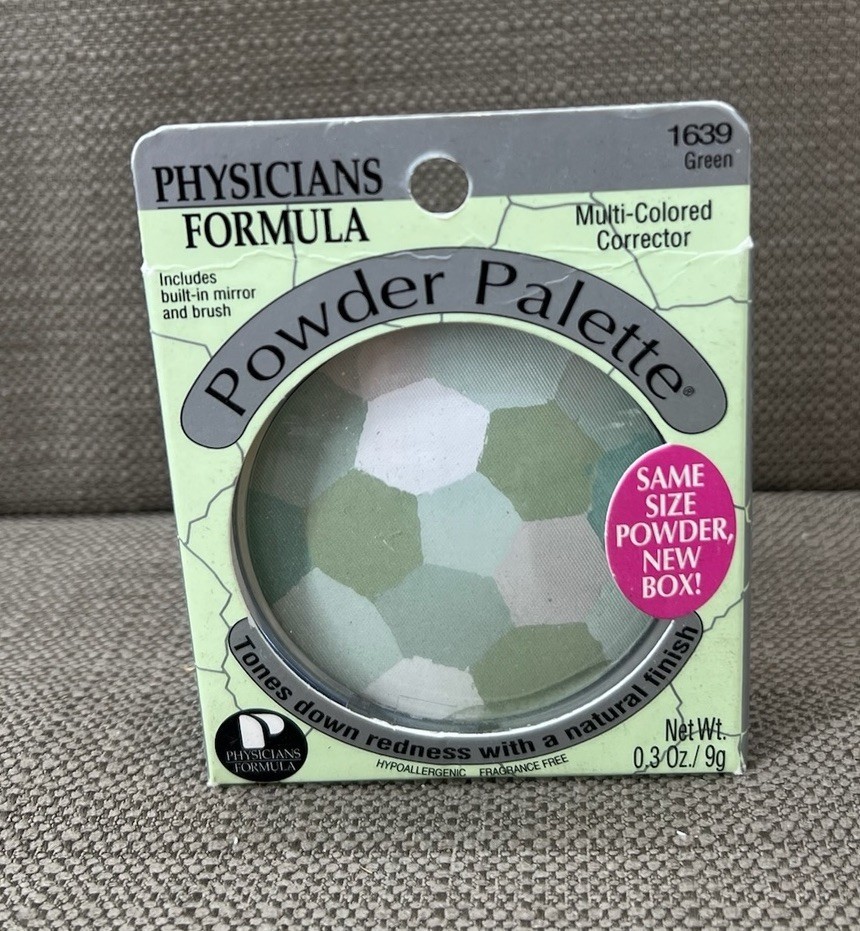 1639
Green
PHYSICIANS
FORMULA
Multi-Colored
Corrector
Includes
built-in mirror
and brush
Powder Palette®
SAME
SIZE
POWDER,
NEW
BOX!
Tones down redness with a natural finish
HYPOALLERGENIC FRAGRANCE FREE
P
PHYSICIANS
FORMULA
Net Wt.
0.3 Oz./ 9g